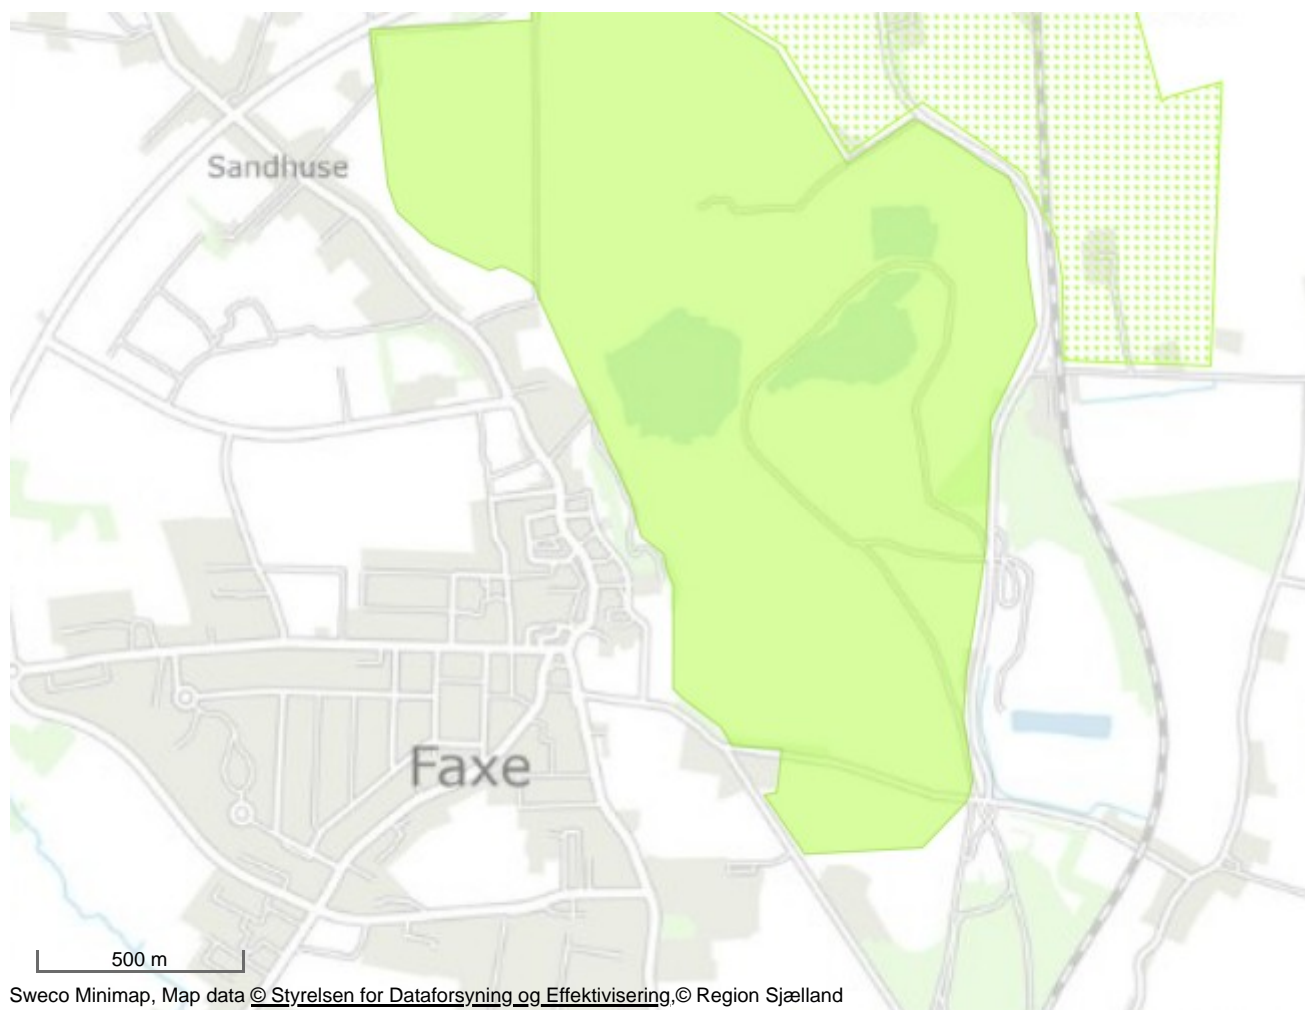 Sandhuse
Faxe
500 m
Sweco Minimap, Map data © Styrelsen for Dataforsyning og Effektivisering,© Region Sjælland